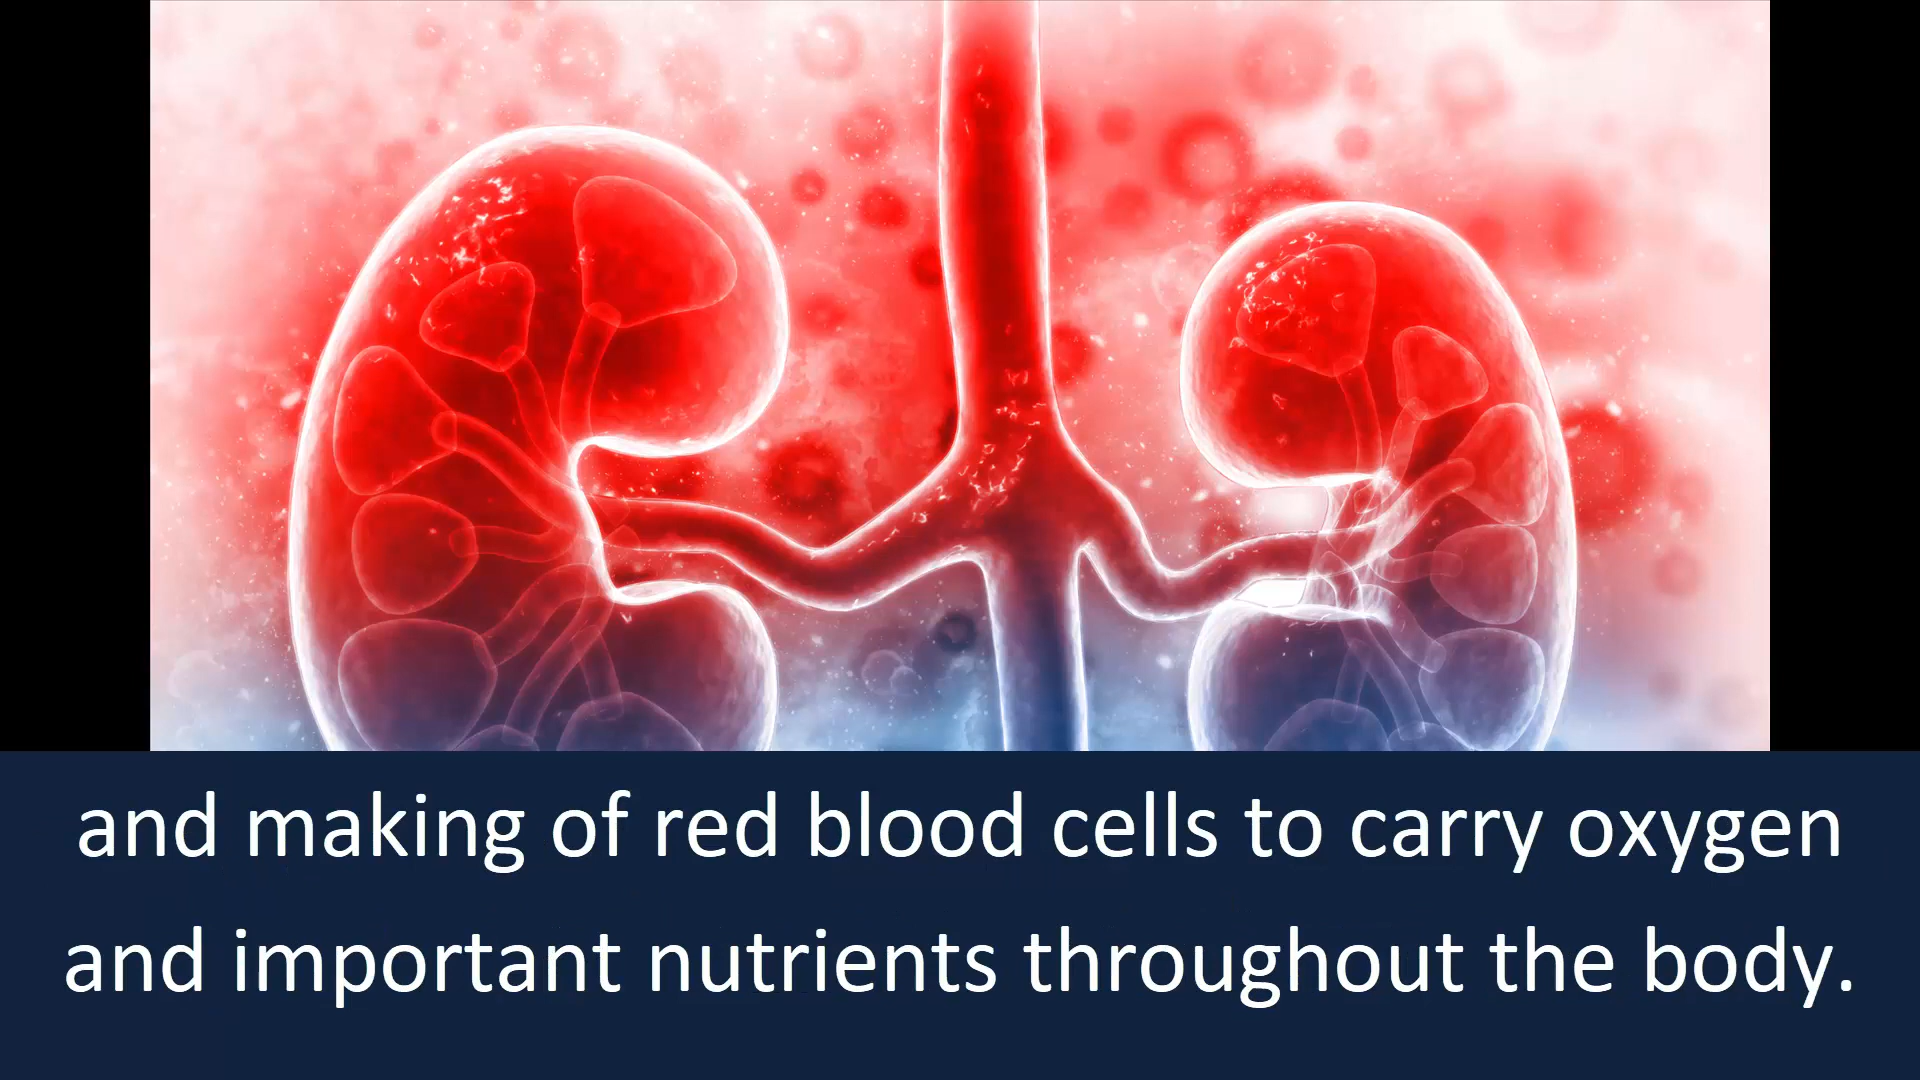 and making of red blood cells to carry oxygen
and important nutrients throughout the body.